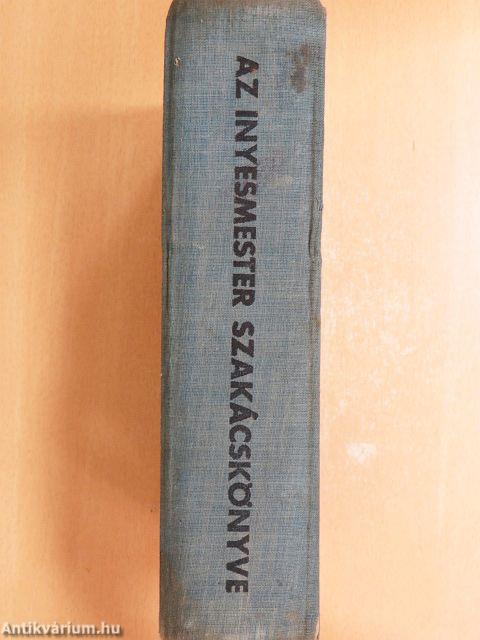 AZ INYESMESTER SZAKÁCSKÖNYVE
Antikvárium.hu